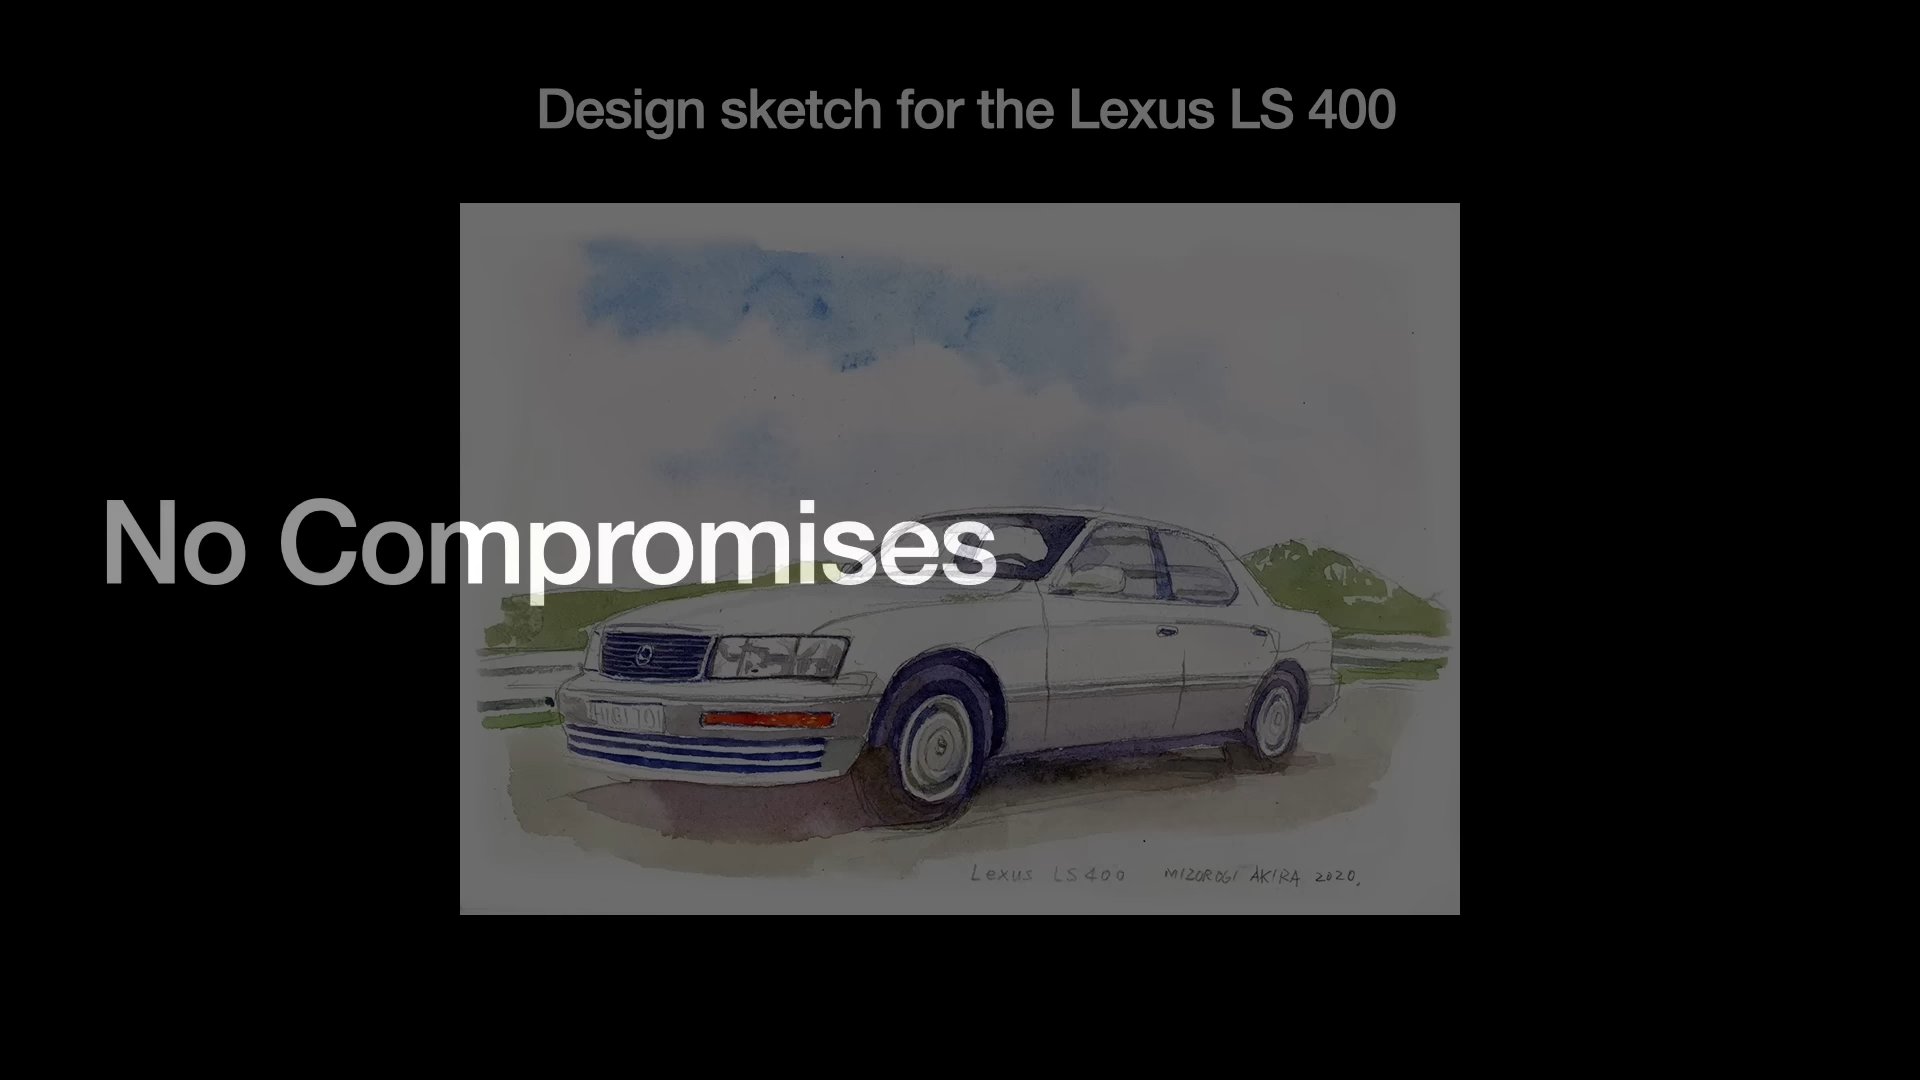 Design sketch for the Lexus LS 400
No Compromises
Lexus LS400 MIZOROGI AKIRA 2020.